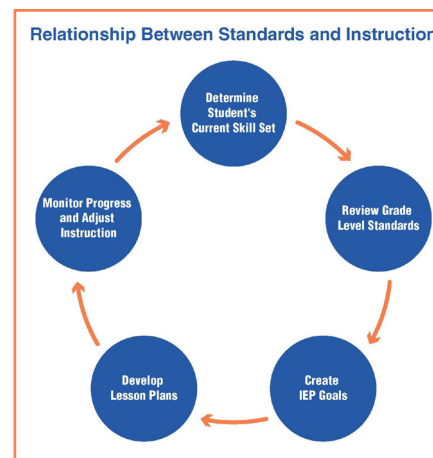 Relationship Between Standards and Instruction
Determine
Student's
Current Skill Set
Monitor Progress
and Adjust
Instruction
Review Grade
Level Standards
Develop
Lesson Plans
Create
IEP Goals